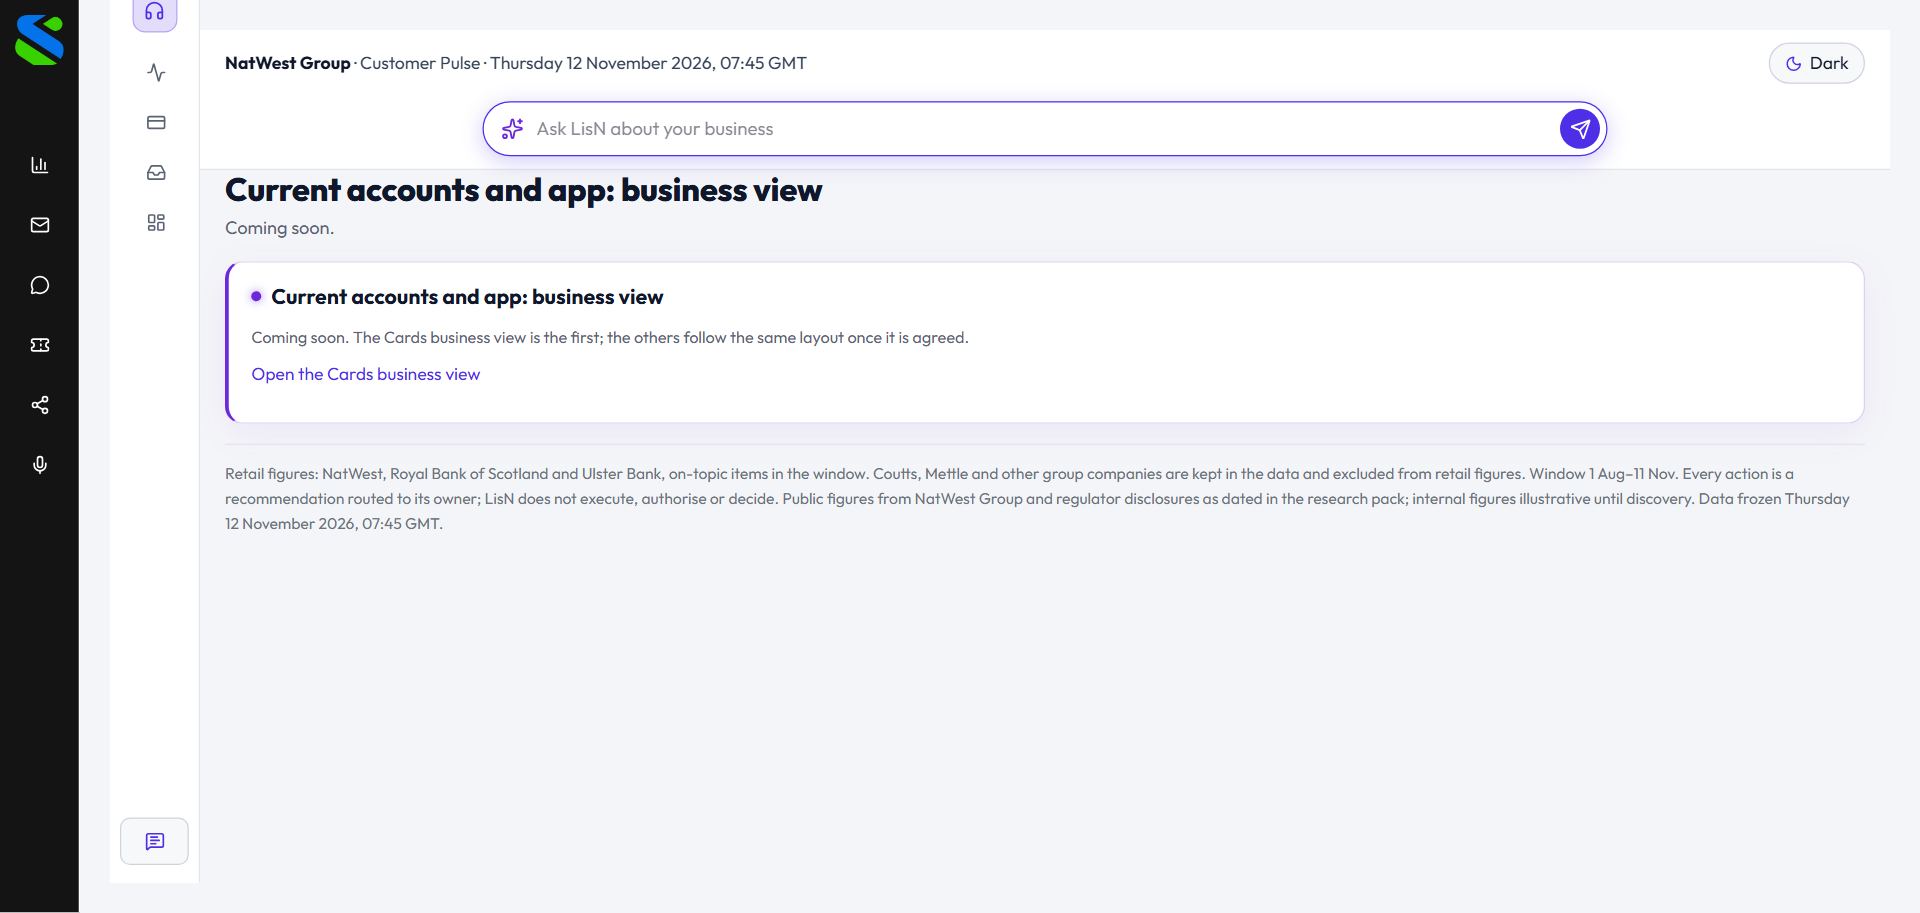 NatWest Group · Customer Pulse · Thursday 12 November 2026, 07:45 GMT
Dark
Ask LisN about your business
Current accounts and app: business view
Coming soon.
Current accounts and app: business view
Coming soon. The Cards business view is the first; the others follow the same layout once it is agreed.
Open the Cards business view
Retail figures: NatWest, Royal Bank of Scotland and Ulster Bank, on-topic items in the window. Coutts, Mettle and other group companies are kept in the data and excluded from retail figures. Window 1 Aug–11 Nov. Every action is a
recommendation routed to its owner; LisN does not execute, authorise or decide. Public figures from NatWest Group and regulator disclosures as dated in the research pack; internal figures illustrative until discovery. Data frozen Thursday
12 November 2026, 07:45 GMT.